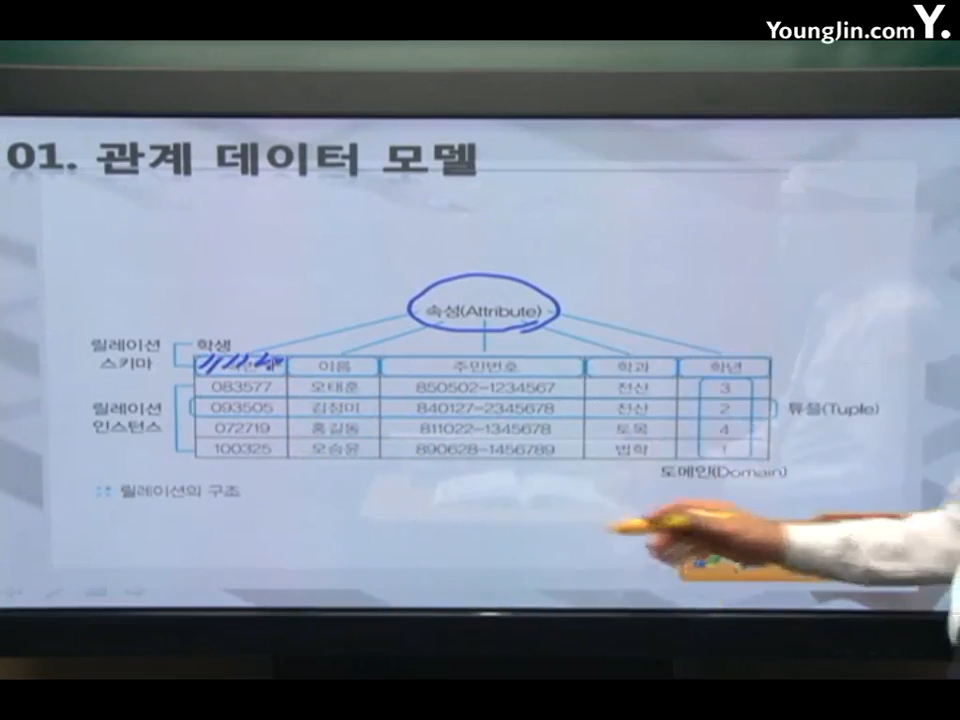 YoungJin.com Y.
01. 관계 데이터 모델
속성(Attribute)
릴레이션 스키마
학생
이름 주민번호 학과 학년
릴레이션 인스턴스
083577 오태훈 850502-1234567 전산 3
093505 김정미 840127-2345678 전산 2
072719 홍길동 811022-1345678 토목 4
100325 오승윤 890628-1456789 법학 1
튜플(Tuple)
도메인(Domain)
릴레이션의 구조